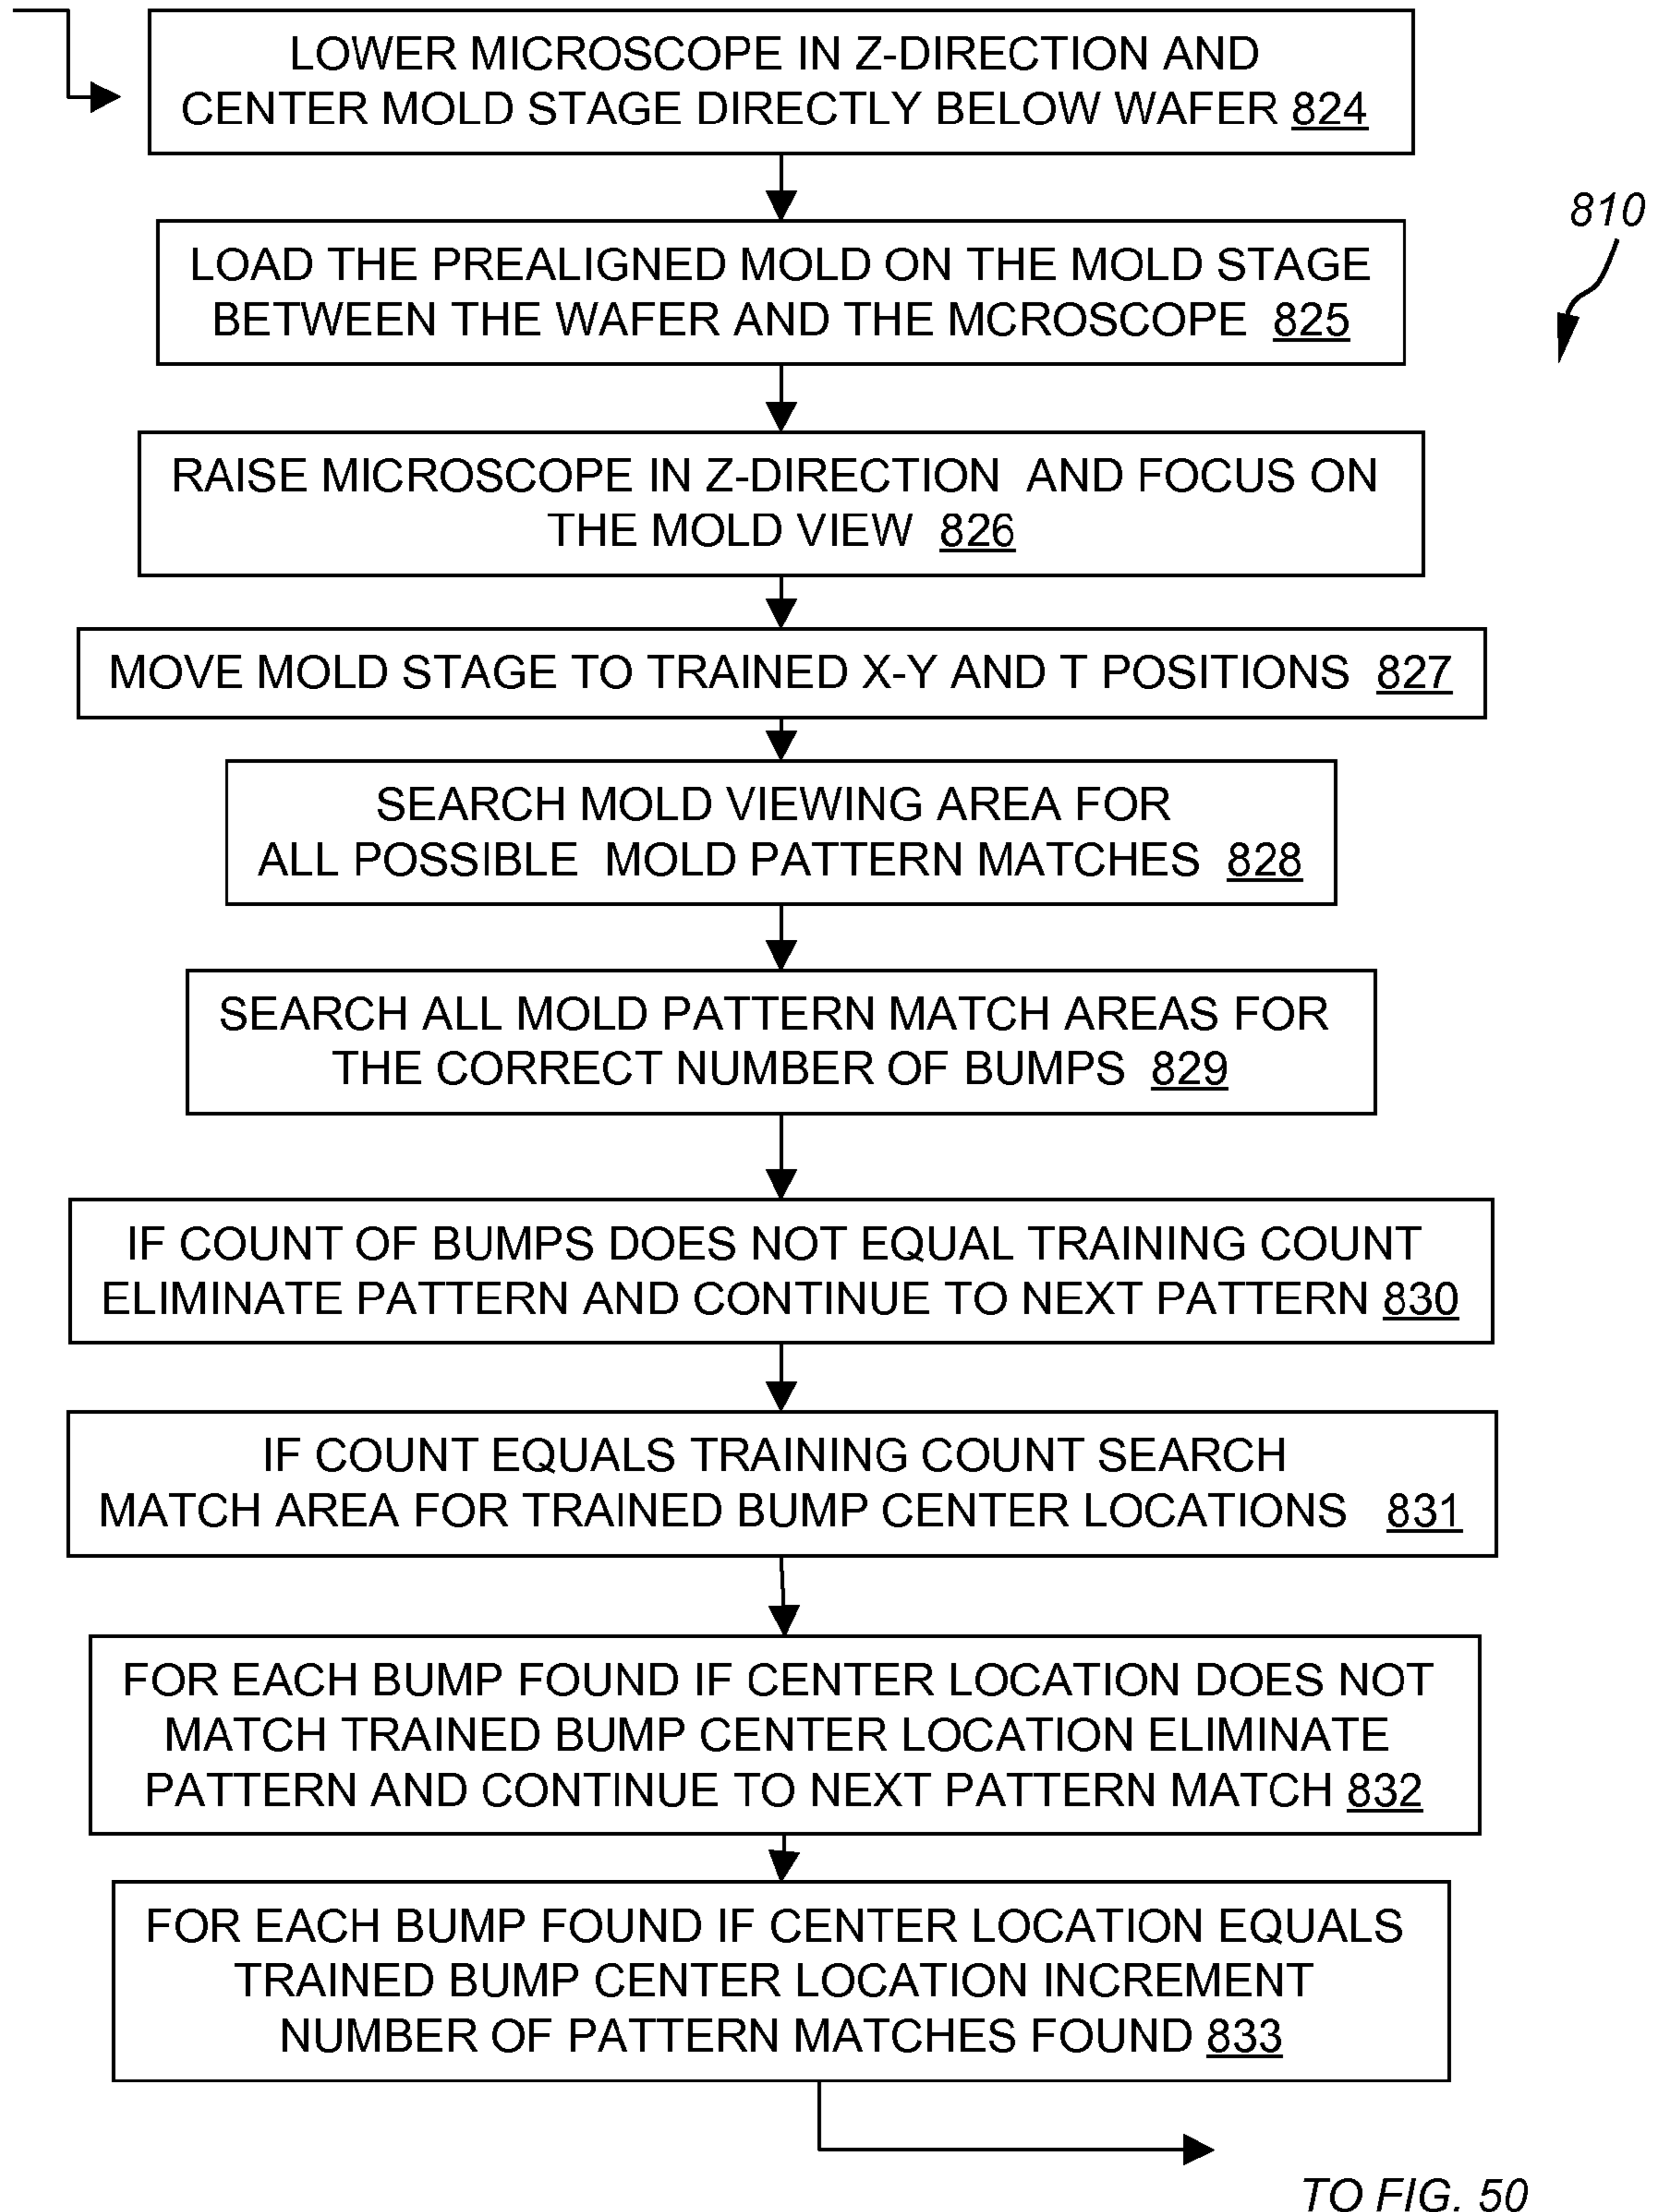 LOWER MICROSCOPE IN Z-DIRECTION AND
CENTER MOLD STAGE DIRECTLY BELOW WAFER 824
810
LOAD THE PREALIGNED MOLD ON THE MOLD STAGE
BETWEEN THE WAFER AND THE MCROSCOPE 825
RAISE MICROSCOPE IN Z-DIRECTION AND FOCUS ON
THE MOLD VIEW 826
MOVE MOLD STAGE TO TRAINED X-Y AND T POSITIONS 827
SEARCH MOLD VIEWING AREA FOR
ALL POSSIBLE MOLD PATTERN MATCHES 828
SEARCH ALL MOLD PATTERN MATCH AREAS FOR
THE CORRECT NUMBER OF BUMPS 829
IF COUNT OF BUMPS DOES NOT EQUAL TRAINING COUNT
ELIMINATE PATTERN AND CONTINUE TO NEXT PATTERN 830
IF COUNT EQUALS TRAINING COUNT SEARCH
MATCH AREA FOR TRAINED BUMP CENTER LOCATIONS 831
FOR EACH BUMP FOUND IF CENTER LOCATION DOES NOT
MATCH TRAINED BUMP CENTER LOCATION ELIMINATE
PATTERN AND CONTINUE TO NEXT PATTERN MATCH 832
FOR EACH BUMP FOUND IF CENTER LOCATION EQUALS
TRAINED BUMP CENTER LOCATION INCREMENT
NUMBER OF PATTERN MATCHES FOUND 833
TO FIG. 50